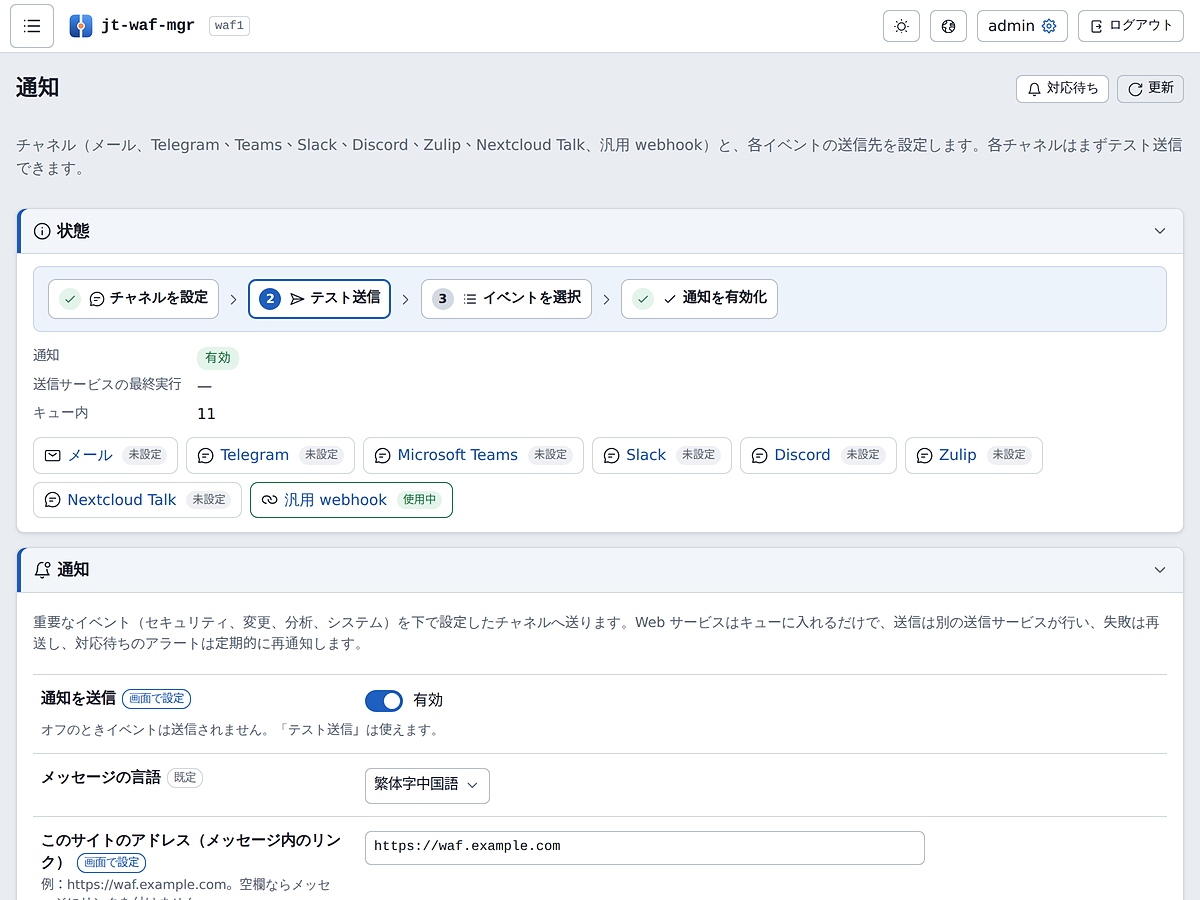 jt-waf-mgr waf1 admin ログアウト
通知 対応待ち 更新
チャネル（メール、Telegram、Teams、Slack、Discord、Zulip、Nextcloud Talk、汎用 webhook）と、各イベントの送信先を設定します。各チャネルはまずテスト送信
できます。
状態
チャネルを設定 2 テスト送信 3 イベントを選択 通知を有効化
通知 有効
送信サービスの最終実行 —
キュー内 11
メール 未設定 Telegram 未設定 Microsoft Teams 未設定 Slack 未設定 Discord 未設定 Zulip 未設定
Nextcloud Talk 未設定 汎用 webhook 使用中
通知
重要なイベント（セキュリティ、変更、分析、システム）を下で設定したチャネルへ送ります。Web サービスはキューに入れるだけで、送信は別の送信サービスが行い、失敗は再
送し、対応待ちのアラートは定期的に再通知します。
通知を送信 画面で設定 有効
オフのときイベントは送信されません。「テスト送信」は使えます。
メッセージの言語 既定 繁体字中国語
このサイトのアドレス（メッセージ内のリン
ク） 画面で設定 https://waf.example.com
例：https://waf.example.com。空欄ならメッセ